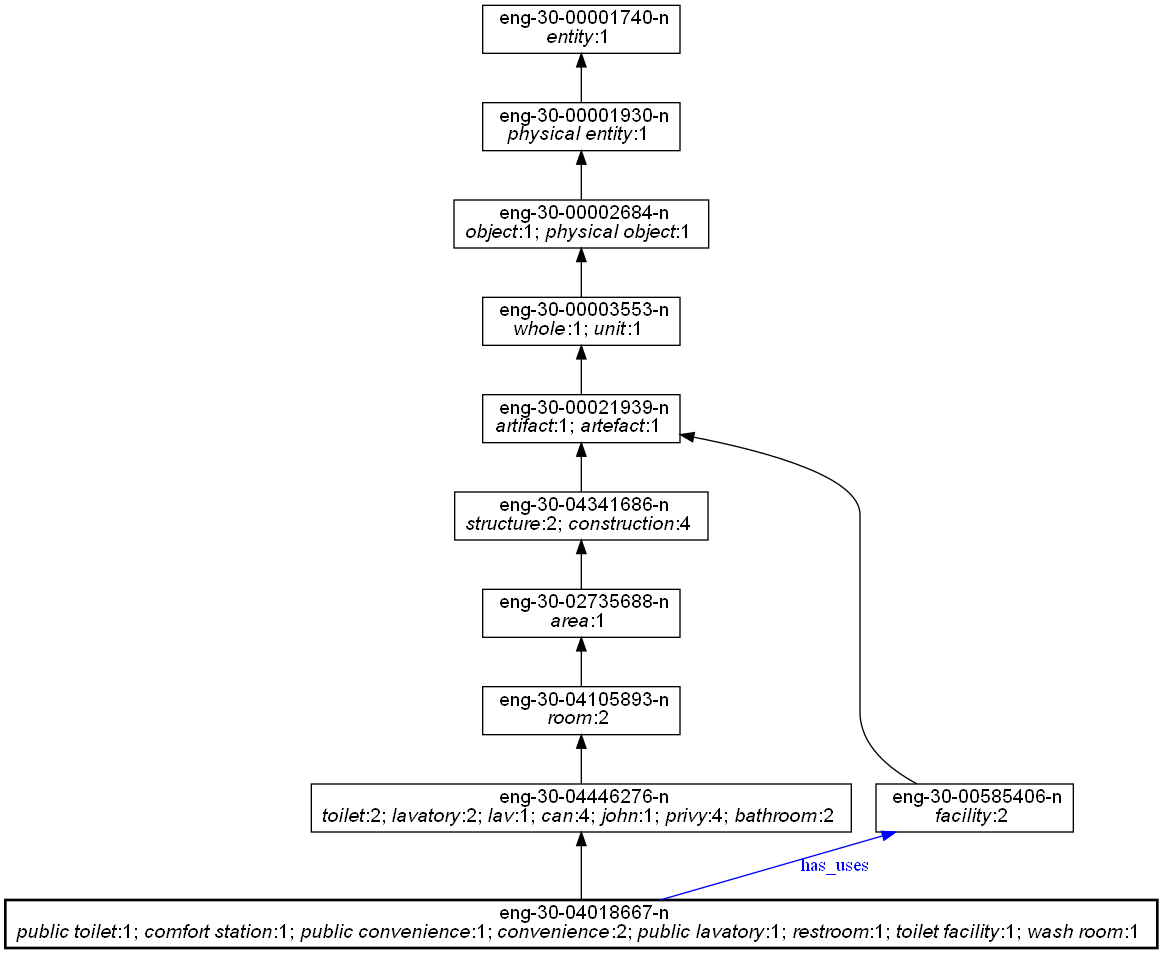 eng-30-00001740-n
entity:1
eng-30-00001930-n
physical entity:1
eng-30-00002684-n
object:1; physical object:1
eng-30-00003553-n
whole:1; unit:1
eng-30-00021939-n
artifact:1; artefact:1
eng-30-04341686-n
structure:2; construction:4
eng-30-02735688-n
area:1
eng-30-04105893-n
room:2
eng-30-04446276-n
toilet:2; lavatory:2; lav:1; can:4; john:1; privy:4; bathroom:2
eng-30-00585406-n
facility:2
has_uses
eng-30-04018667-n
public toilet:1; comfort station:1; public convenience:1; convenience:2; public lavatory:1; restroom:1; toilet facility:1; wash room:1